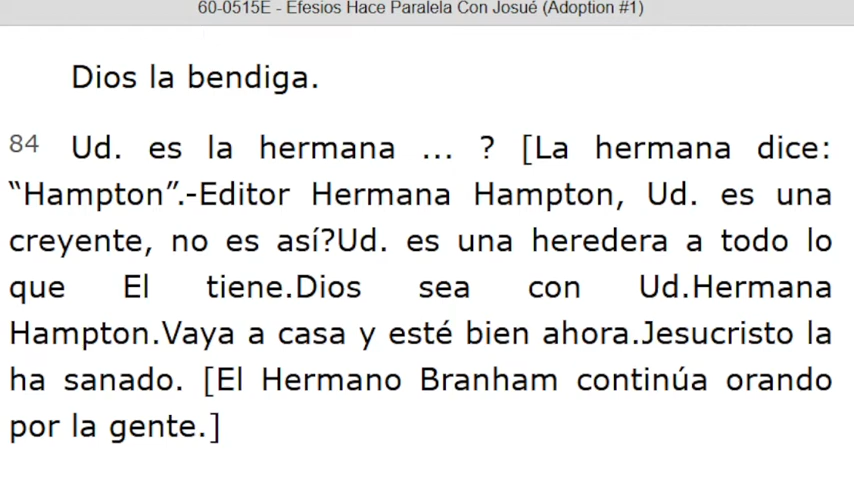 60-0515E - Efesios Hace Paralela Con Josué (Adoption #1)
Dios la bendiga.
84 Ud. es la hermana ... ? [La hermana dice:
“Hampton”.-Editor Hermana Hampton, Ud. es una
creyente, no es así?Ud. es una heredera a todo lo
que El tiene.Dios sea con Ud.Hermana
Hampton.Vaya a casa y esté bien ahora.Jesucristo la
ha sanado. [El Hermano Branham continúa orando
por la gente.]